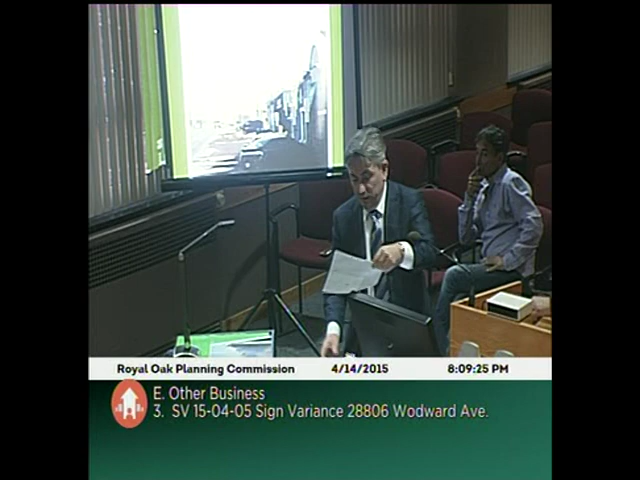 Royal Oak Planning Commission 4/14/2015 8:09:25 PM
E. Other Business
3. SV 15-04-05 Sign Variance 28806 Wodward Ave.